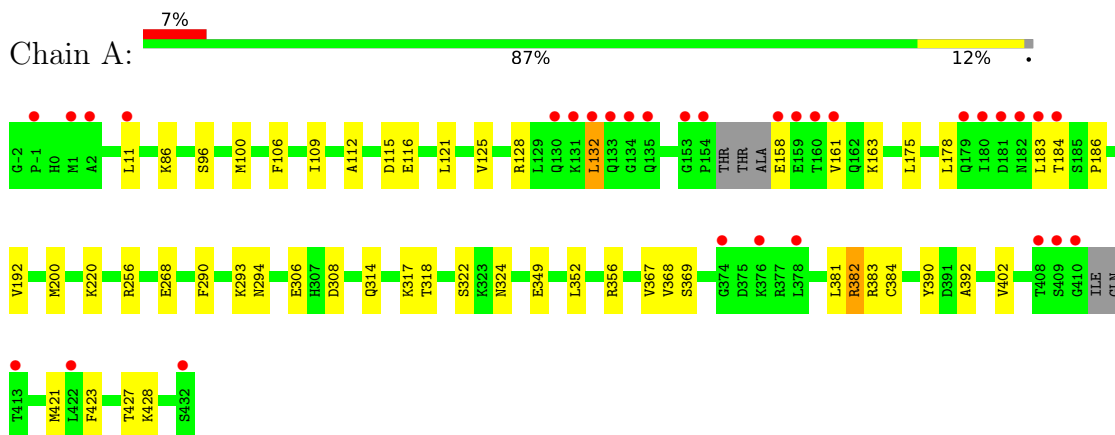 7%
Chain A:
87% 12% •
G-2 P-1 H0 M1 A2 L11 K86 S96 M100 F106 I109 A112 D115 E116 L121 V125 R128 L129 Q130 K131 L132 Q133 G134 Q135 G153 P154 THR THR ALA E158 E159 T160 V161 Q162 K163 L175 L178 Q179 I180 D181 N182 L183 T184 S185 P186
V192 M200 K220 R256 E268 F290 K293 N294 E306 H307 D308 Q314 K317 T318 S322 K323 N324 E349 L352 R356 V367 V368 S369 G374 D375 K376 R377 L378 L381 R382 R383 C384 Y390 D391 A392 V402 T408 S409 G410 ILE GLN
T413 M421 L422 F423 T427 K428 S432